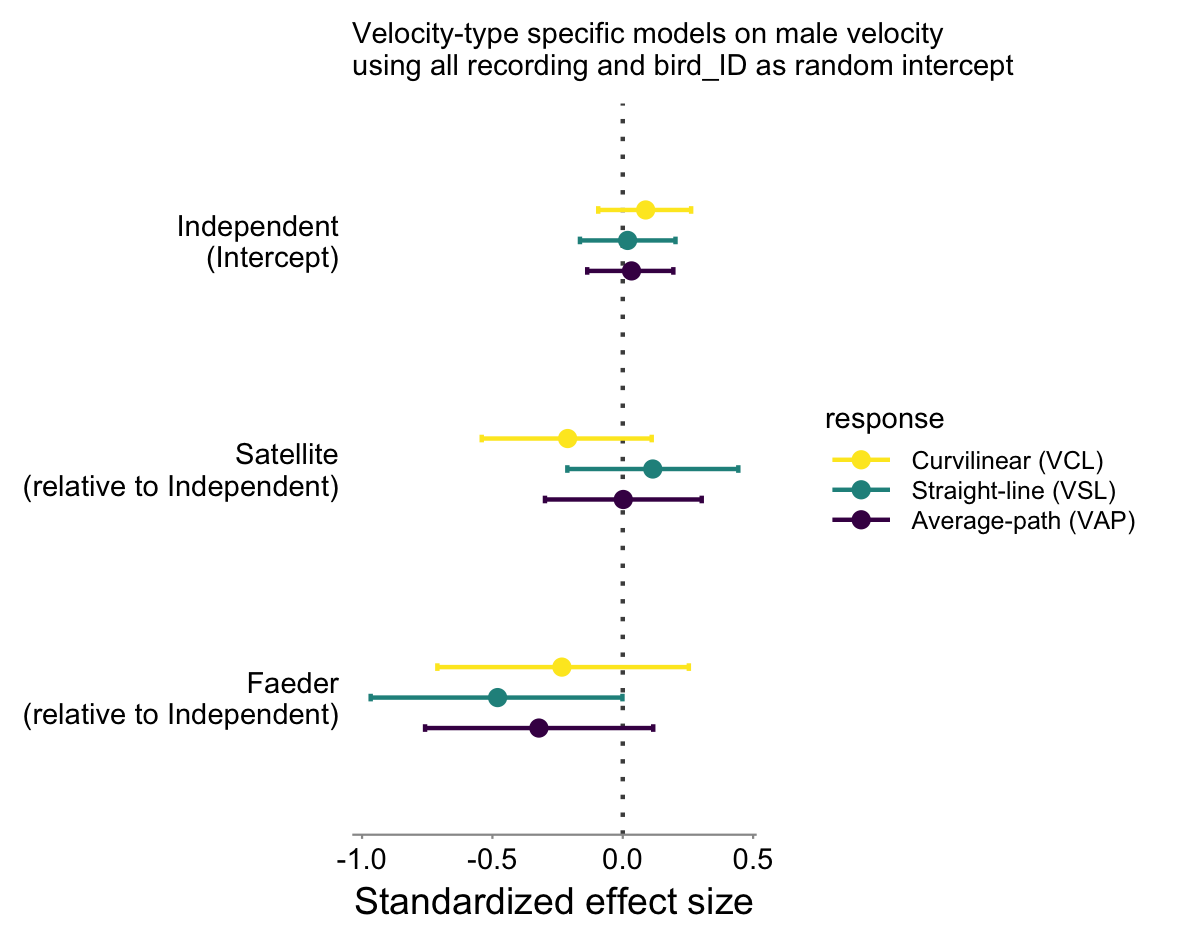 Velocity-type specific models on male velocity
using all recording and bird_ID as random intercept
Independent
(Intercept)
Satellite
(relative to Independent)
Faeder
(relative to Independent)
response
Curvilinear (VCL)
Straight-line (VSL)
Average-path (VAP)
-1.0
-0.5
0.0
0.5
Standardized effect size